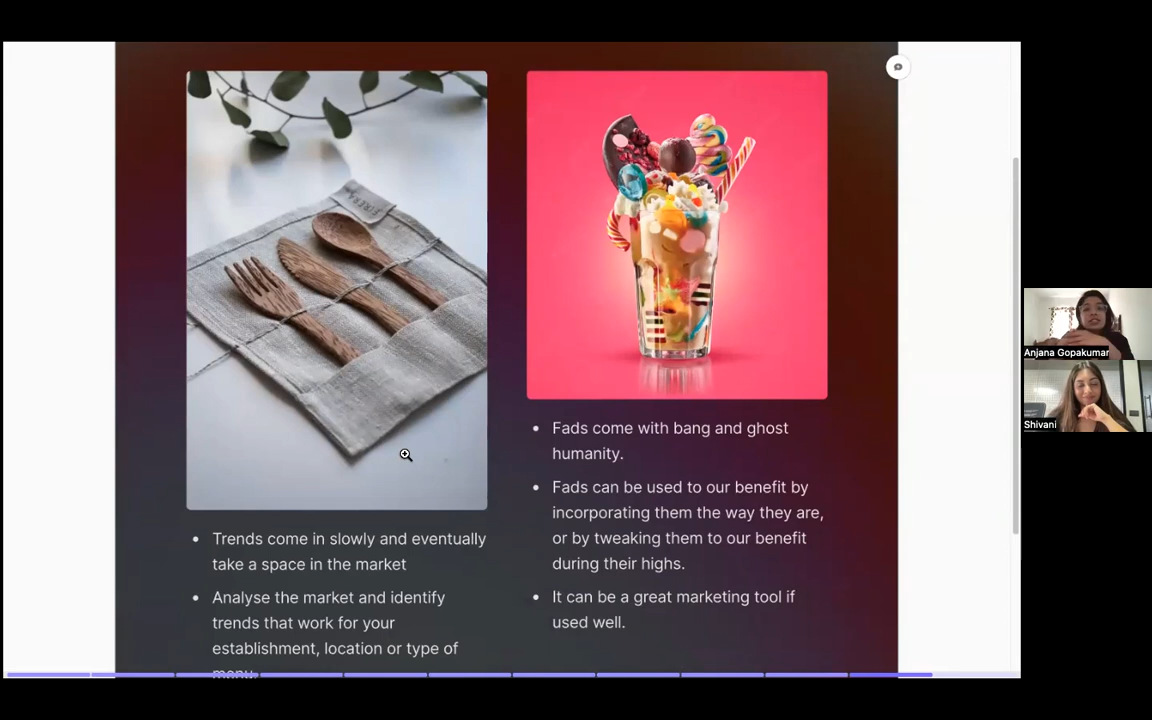 FIREBA
Trends come in slowly and eventually
take a space in the market
Analyse the market and identify
trends that work for your
establishment, location or type of
menu.
Fads come with bang and ghost
humanity.
Fads can be used to our benefit by
incorporating them the way they are,
or by tweaking them to our benefit
during their highs.
It can be a great marketing tool if
used well.
Anjana Gopakumar
Shivani